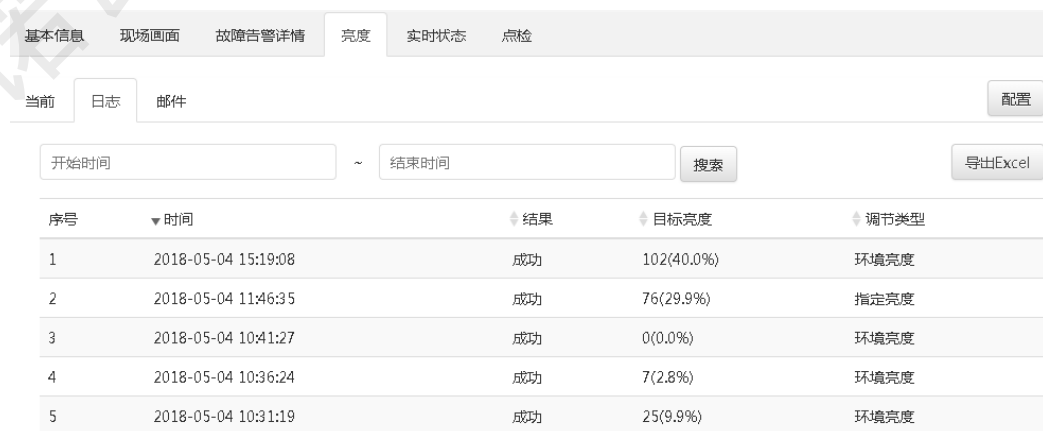 基本信息 现场画面 故障告警详情 亮度 实时状态 点检
当前 日志 邮件 配置
开始时间 ~ 结束时间 搜索 导出Excel
序号 时间 结果 目标亮度 调节类型
1 2018-05-04 15:19:08 成功 102(40.0%) 环境亮度
2 2018-05-04 11:46:35 成功 76(29.9%) 指定亮度
3 2018-05-04 10:41:27 成功 0(0.0%) 环境亮度
4 2018-05-04 10:36:24 成功 7(2.8%) 环境亮度
5 2018-05-04 10:31:19 成功 25(9.9%) 环境亮度